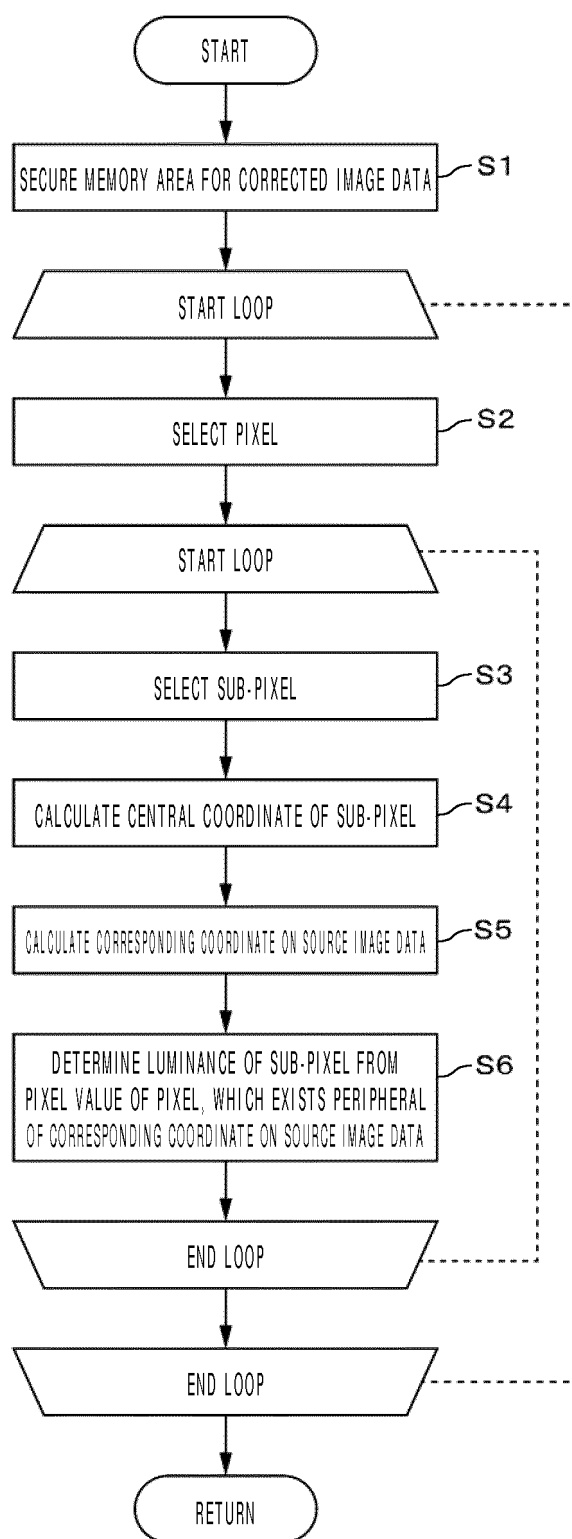 START
SECURE MEMORY AREA FOR CORRECTED IMAGE DATA
S1
START LOOP
SELECT PIXEL
S2
START LOOP
SELECT SUB-PIXEL
S3
CALCULATE CENTRAL COORDINATE OF SUB-PIXEL
S4
CALCULATE CORRESPONDING COORDINATE ON SOURCE IMAGE DATA
S5
DETERMINE LUMINANCE OF SUB-PIXEL FROM
PIXEL VALUE OF PIXEL, WHICH EXISTS PERIPHERAL
OF CORRESPONDING COORDINATE ON SOURCE IMAGE DATA
S6
END LOOP
END LOOP
RETURN